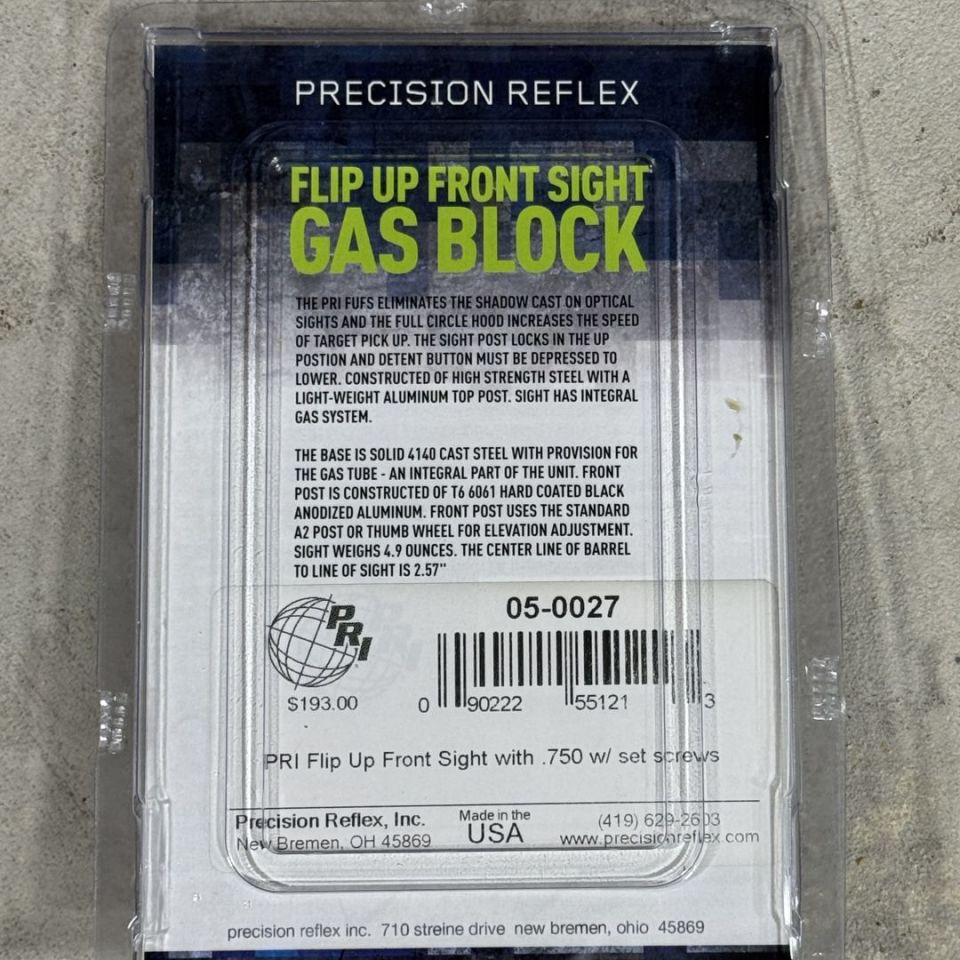 PRECISION REFLEX
FLIP UP FRONT SIGHT
GAS BLOCK
THE PRI FUFS ELIMINATES THE SHADOW CAST ON OPTICAL
SIGHTS AND THE FULL CIRCLE HOOD INCREASES THE SPEED
OF TARGET PICK UP. THE SIGHT POST LOCKS IN THE UP
POSTION AND DETENT BUTTON MUST BE DEPRESSED TO
LOWER. CONSTRUCTED OF HIGH STRENGTH STEEL WITH A
LIGHT-WEIGHT ALUMINUM TOP POST. SIGHT HAS INTEGRAL
GAS SYSTEM.
THE BASE IS SOLID 4140 CAST STEEL WITH PROVISION FOR
THE GAS TUBE - AN INTEGRAL PART OF THE UNIT. FRONT
POST IS CONSTRUCTED OF T6 6061 HARD COATED BLACK
ANODIZED ALUMINUM. FRONT POST USES THE STANDARD
A2 POST OR THUMB WHEEL FOR ELEVATION ADJUSTMENT.
SIGHT WEIGHS 4.9 OUNCES. THE CENTER LINE OF BARREL
TO LINE OF SIGHT IS 2.57"
PRI
05-0027
$193.00
0 90222 55121 3
PRI Flip Up Front Sight with .750 w/ set screws
Precision Reflex, Inc. Made in the (419) 629-2603
New Bremen, OH 45869 USA www.precisionreflex.com
precision reflex inc. 710 streine drive new bremen, ohio 45869